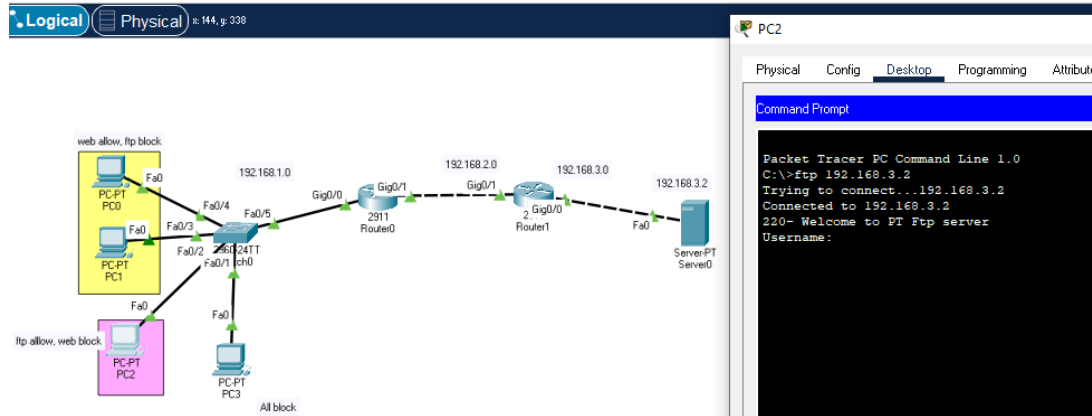 Logical Physical x: 144, y: 338
web allow, ftp block
Fa0
PC-PT
PC0
Fa0/4
192.168.1.0
Fa0/5
Fa0
Fa0/3
PC-PT
PC1
Fa0/2
2960-24TT
Fa0/1
Gig0/0
2911
Router0
Gig0/1
192.168.2.0
Gig0/1
Router1
Gig0/0
192.168.3.0
192.168.3.2
Fa0
Server-PT
Server0
Fa0
ftp alllow, web block
PC-PT
PC2
Fa0
PC-PT
PC3
All block
PC2
Physical Config Desktop Programming
Command Prompt
Packet Tracer PC Command Line 1.0
C:\>ftp 192.168.3.2
Trying to connect...192.168.3.2
Connected to 192.168.3.2
220- Welcome to PT Ftp server
Username: